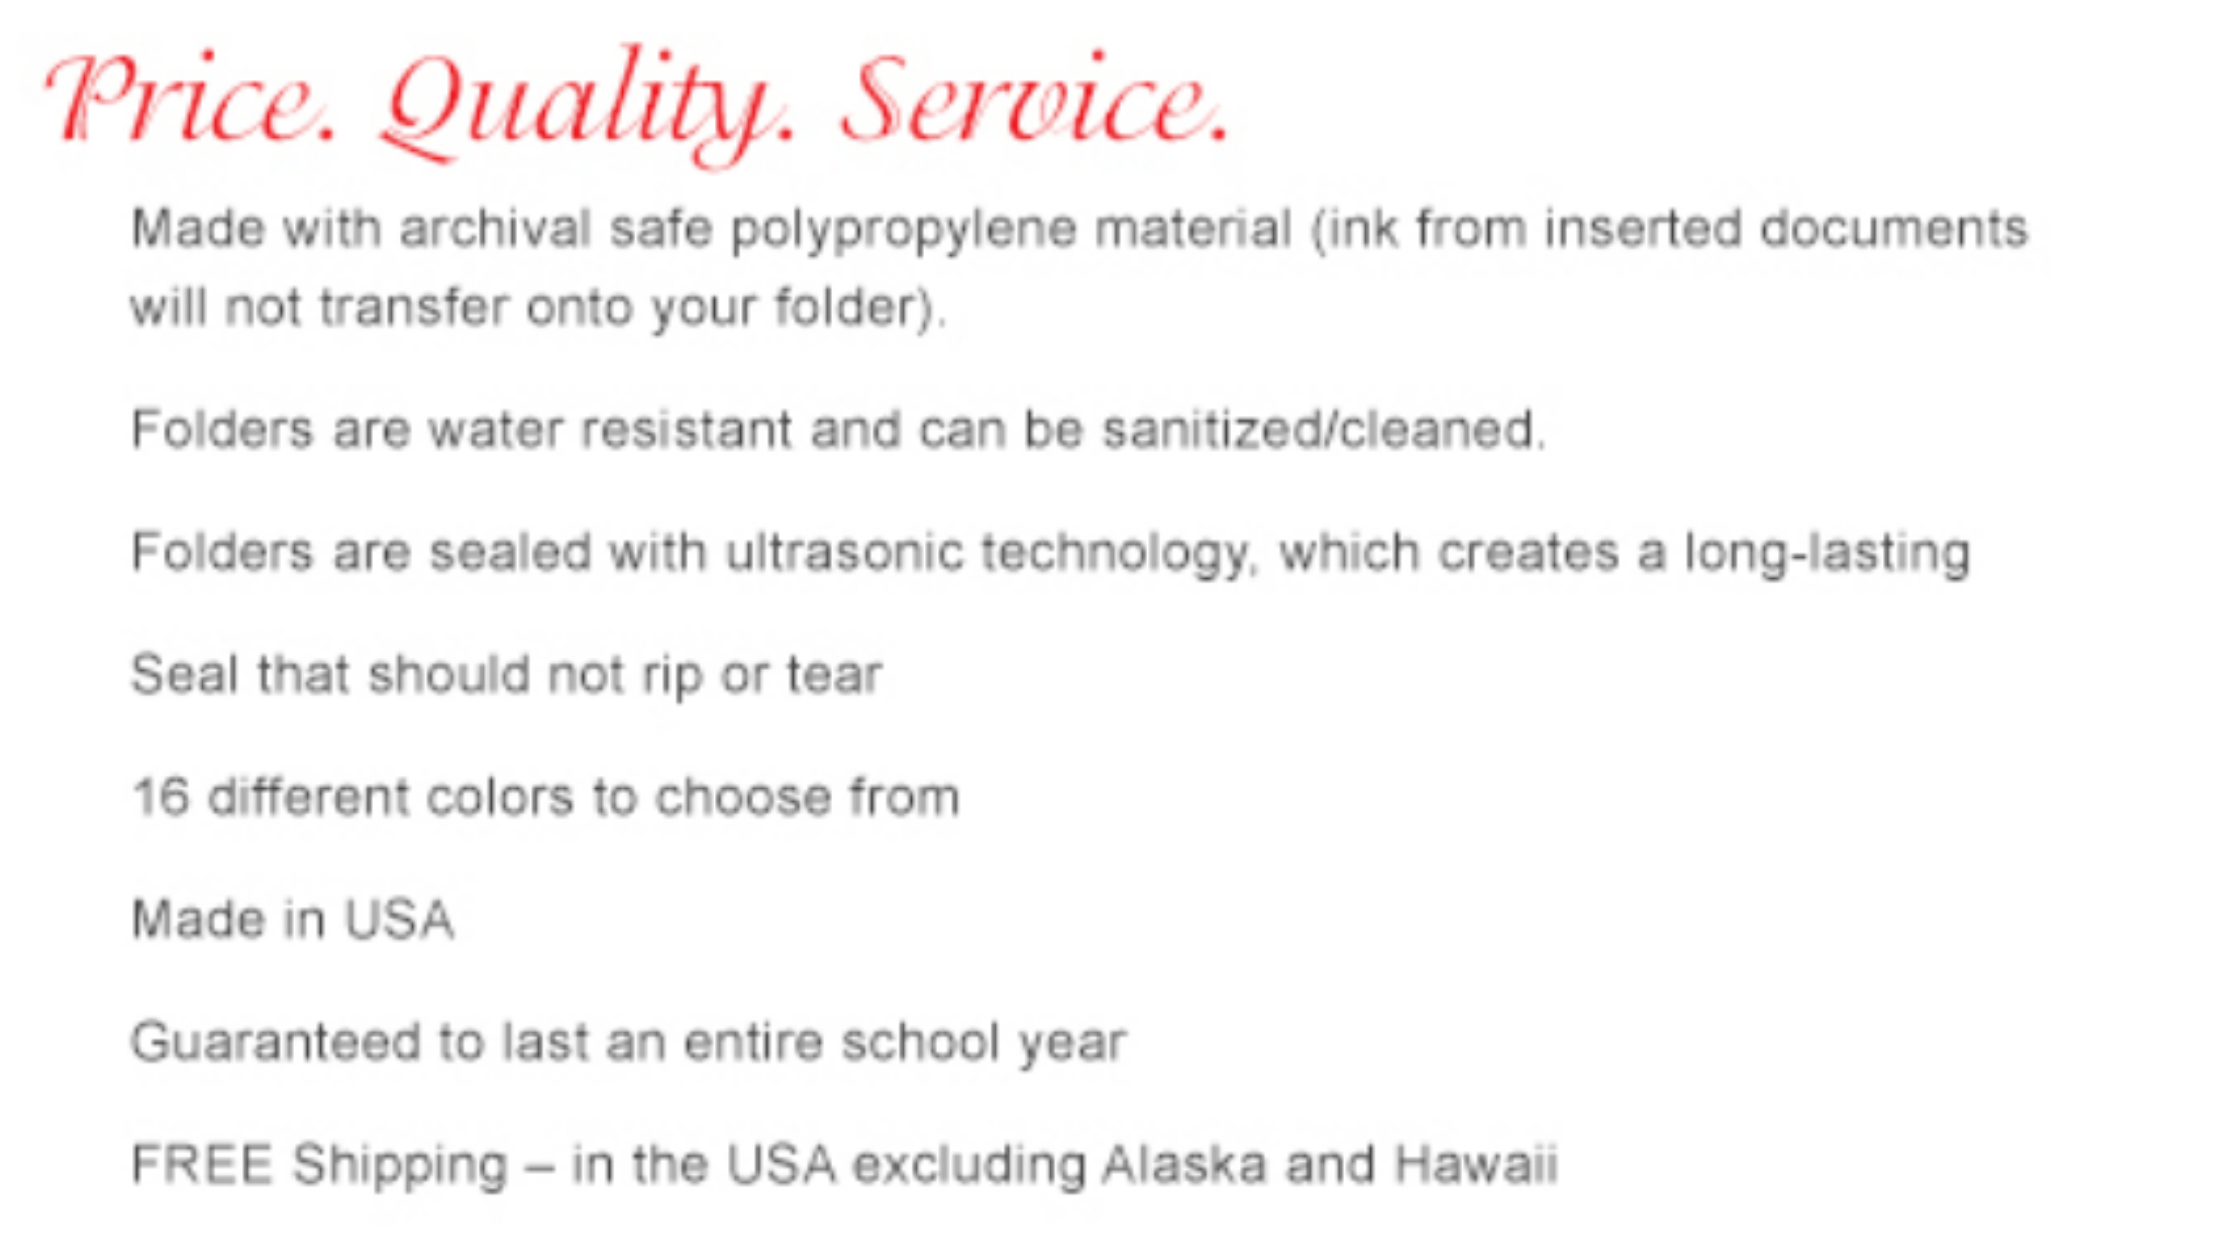 Price. Quality. Service.
Made with archival safe polypropylene material (ink from inserted documents
will not transfer onto your folder).
Folders are water resistant and can be sanitized/cleaned.
Folders are sealed with ultrasonic technology, which creates a long-lasting
Seal that should not rip or tear
16 different colors to choose from
Made in USA
Guaranteed to last an entire school year
FREE Shipping – in the USA excluding Alaska and Hawaii